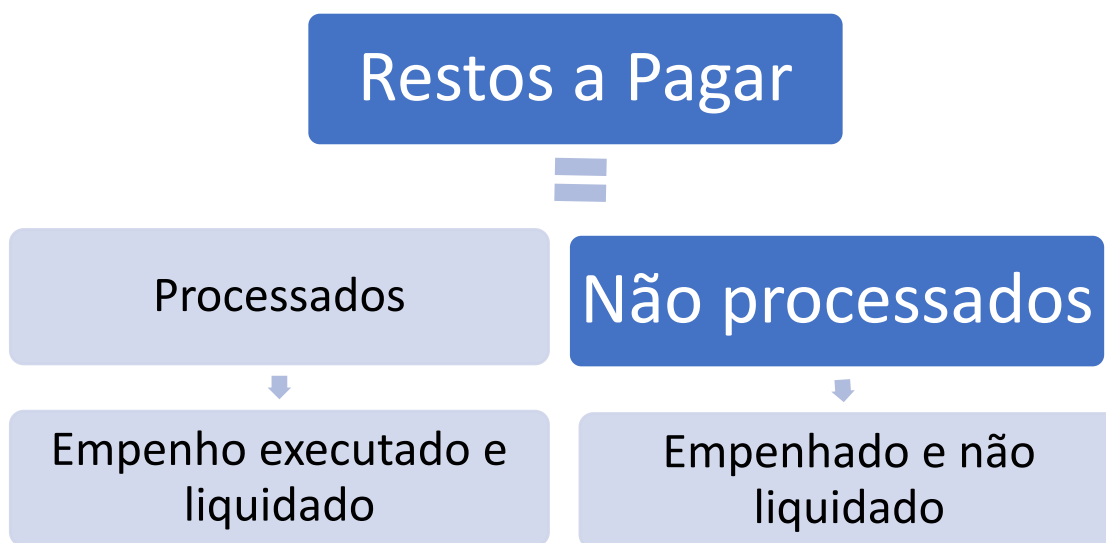 Restos a Pagar
Processados
Não processados
Empenho executado e
liquidado
Empenhado e não
liquidado